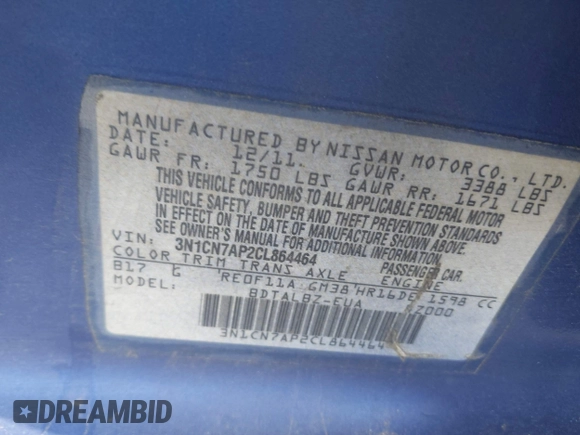 MANUFACTURED BY NISSAN MOTOR CO., LTD.
DATE: 12/11. GVWR: 3388 LBS
GAWR FR: 1750 LBS GAWR RR: 1671 LBS
THIS VEHICLE CONFORMS TO ALL APPLICABLE FEDERAL MOTOR
VEHICLE SAFETY, BUMPER AND THEFT PREVENTION STANDARDS
IN EFFECT ON THE DATE OF MANUFACTURE SHOWN ABOVE.
SEE OWNER'S MANUAL FOR ADDITIONAL INFORMATION.
VIN: 3N1CN7AP2CL864464 PASSENGER CAR.
COLOR TRIM TRANS AXLE ENGINE
B17 G RE0F11A GM38 HR16DE 1598 CC
MODEL: BDTALBZ-EUA Z000
3N1CN7AP2CL864464
DREAMBID